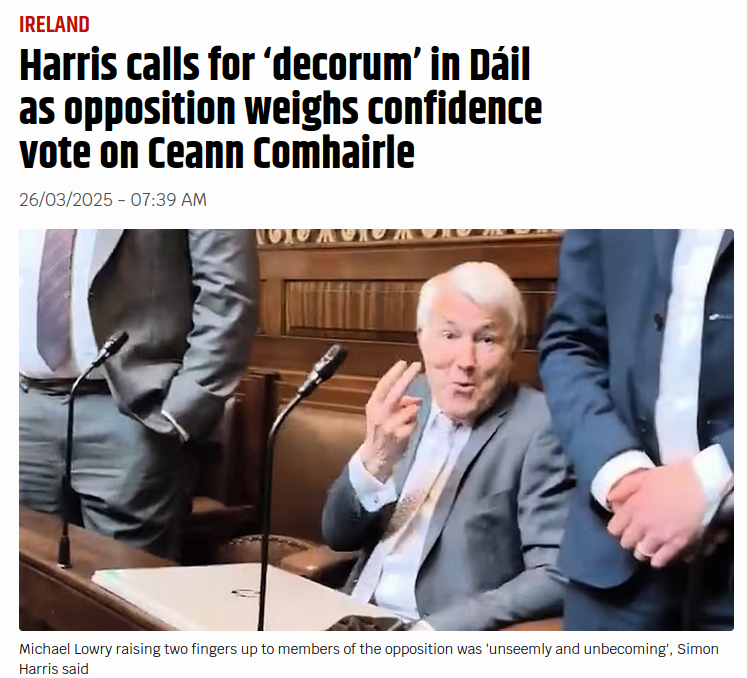 IRELAND
Harris calls for ‘decorum’ in Dáil
as opposition weighs confidence
vote on Ceann Comhairle
26/03/2025 - 07:39 AM
Michael Lowry raising two fingers up to members of the opposition was 'unseemly and unbecoming', Simon
Harris said